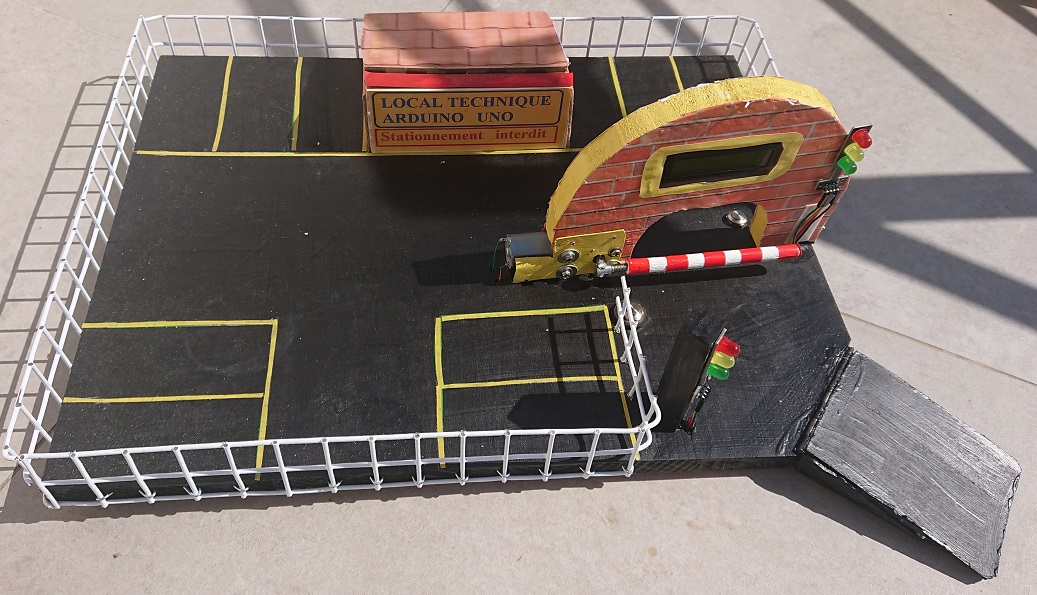 LOCAL TECHNIQUE
ARDUINO UNO
Stationnement interdit